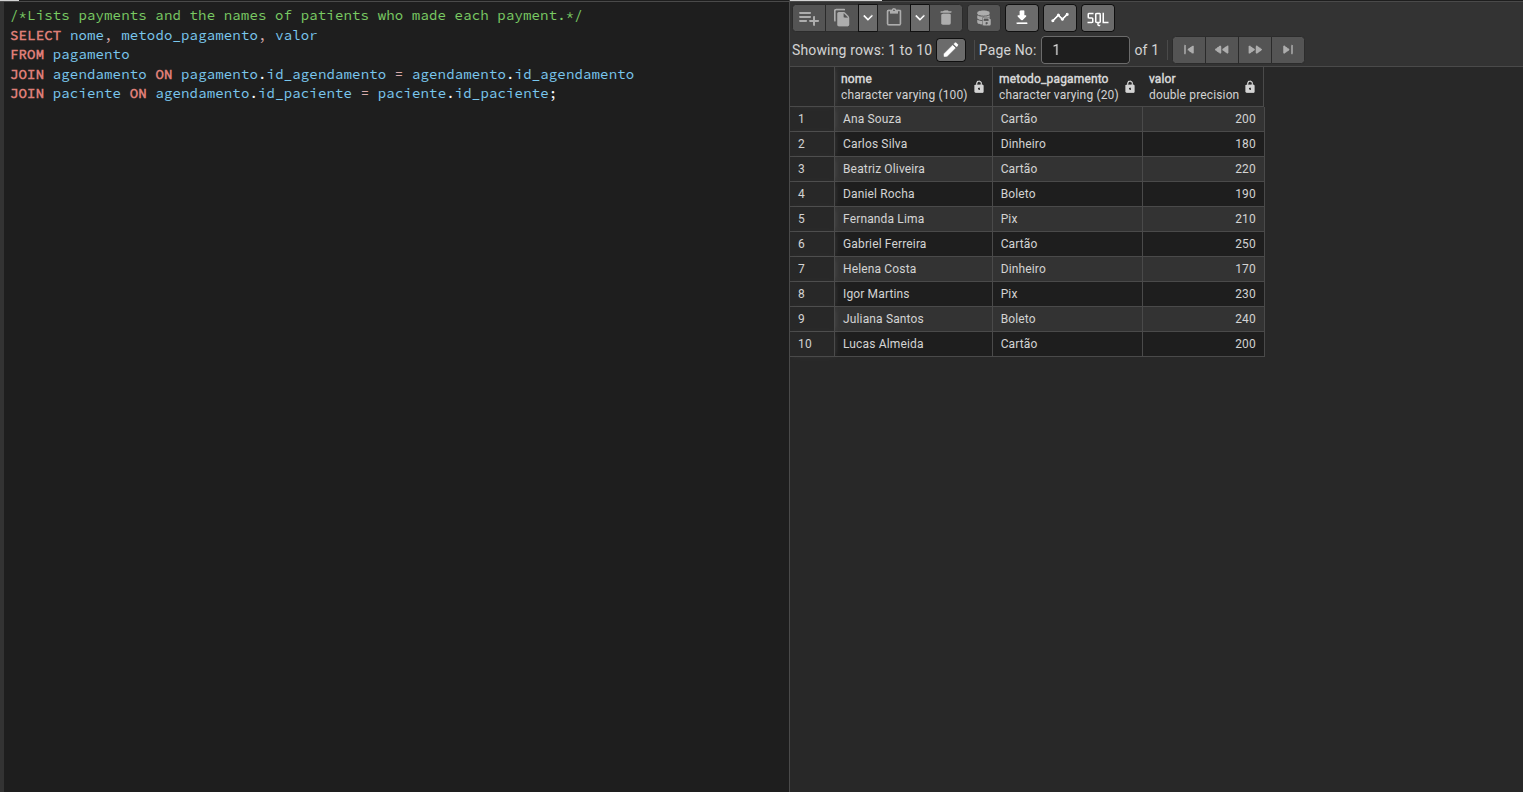 /*Lists payments and the names of patients who made each payment.*/
SELECT nome, metodo_pagamento, valor
FROM pagamento
JOIN agendamento ON pagamento.id_agendamento = agendamento.id_agendamento
JOIN paciente ON agendamento.id_paciente = paciente.id_paciente;
SQL
Showing rows: 1 to 10 Page No: 1 of 1
nome metodo_pagamento valor
character varying (100) character varying (20) double precision
1 Ana Souza Cartão 200
2 Carlos Silva Dinheiro 180
3 Beatriz Oliveira Cartão 220
4 Daniel Rocha Boleto 190
5 Fernanda Lima Pix 210
6 Gabriel Ferreira Cartão 250
7 Helena Costa Dinheiro 170
8 Igor Martins Pix 230
9 Juliana Santos Boleto 240
10 Lucas Almeida Cartão 200